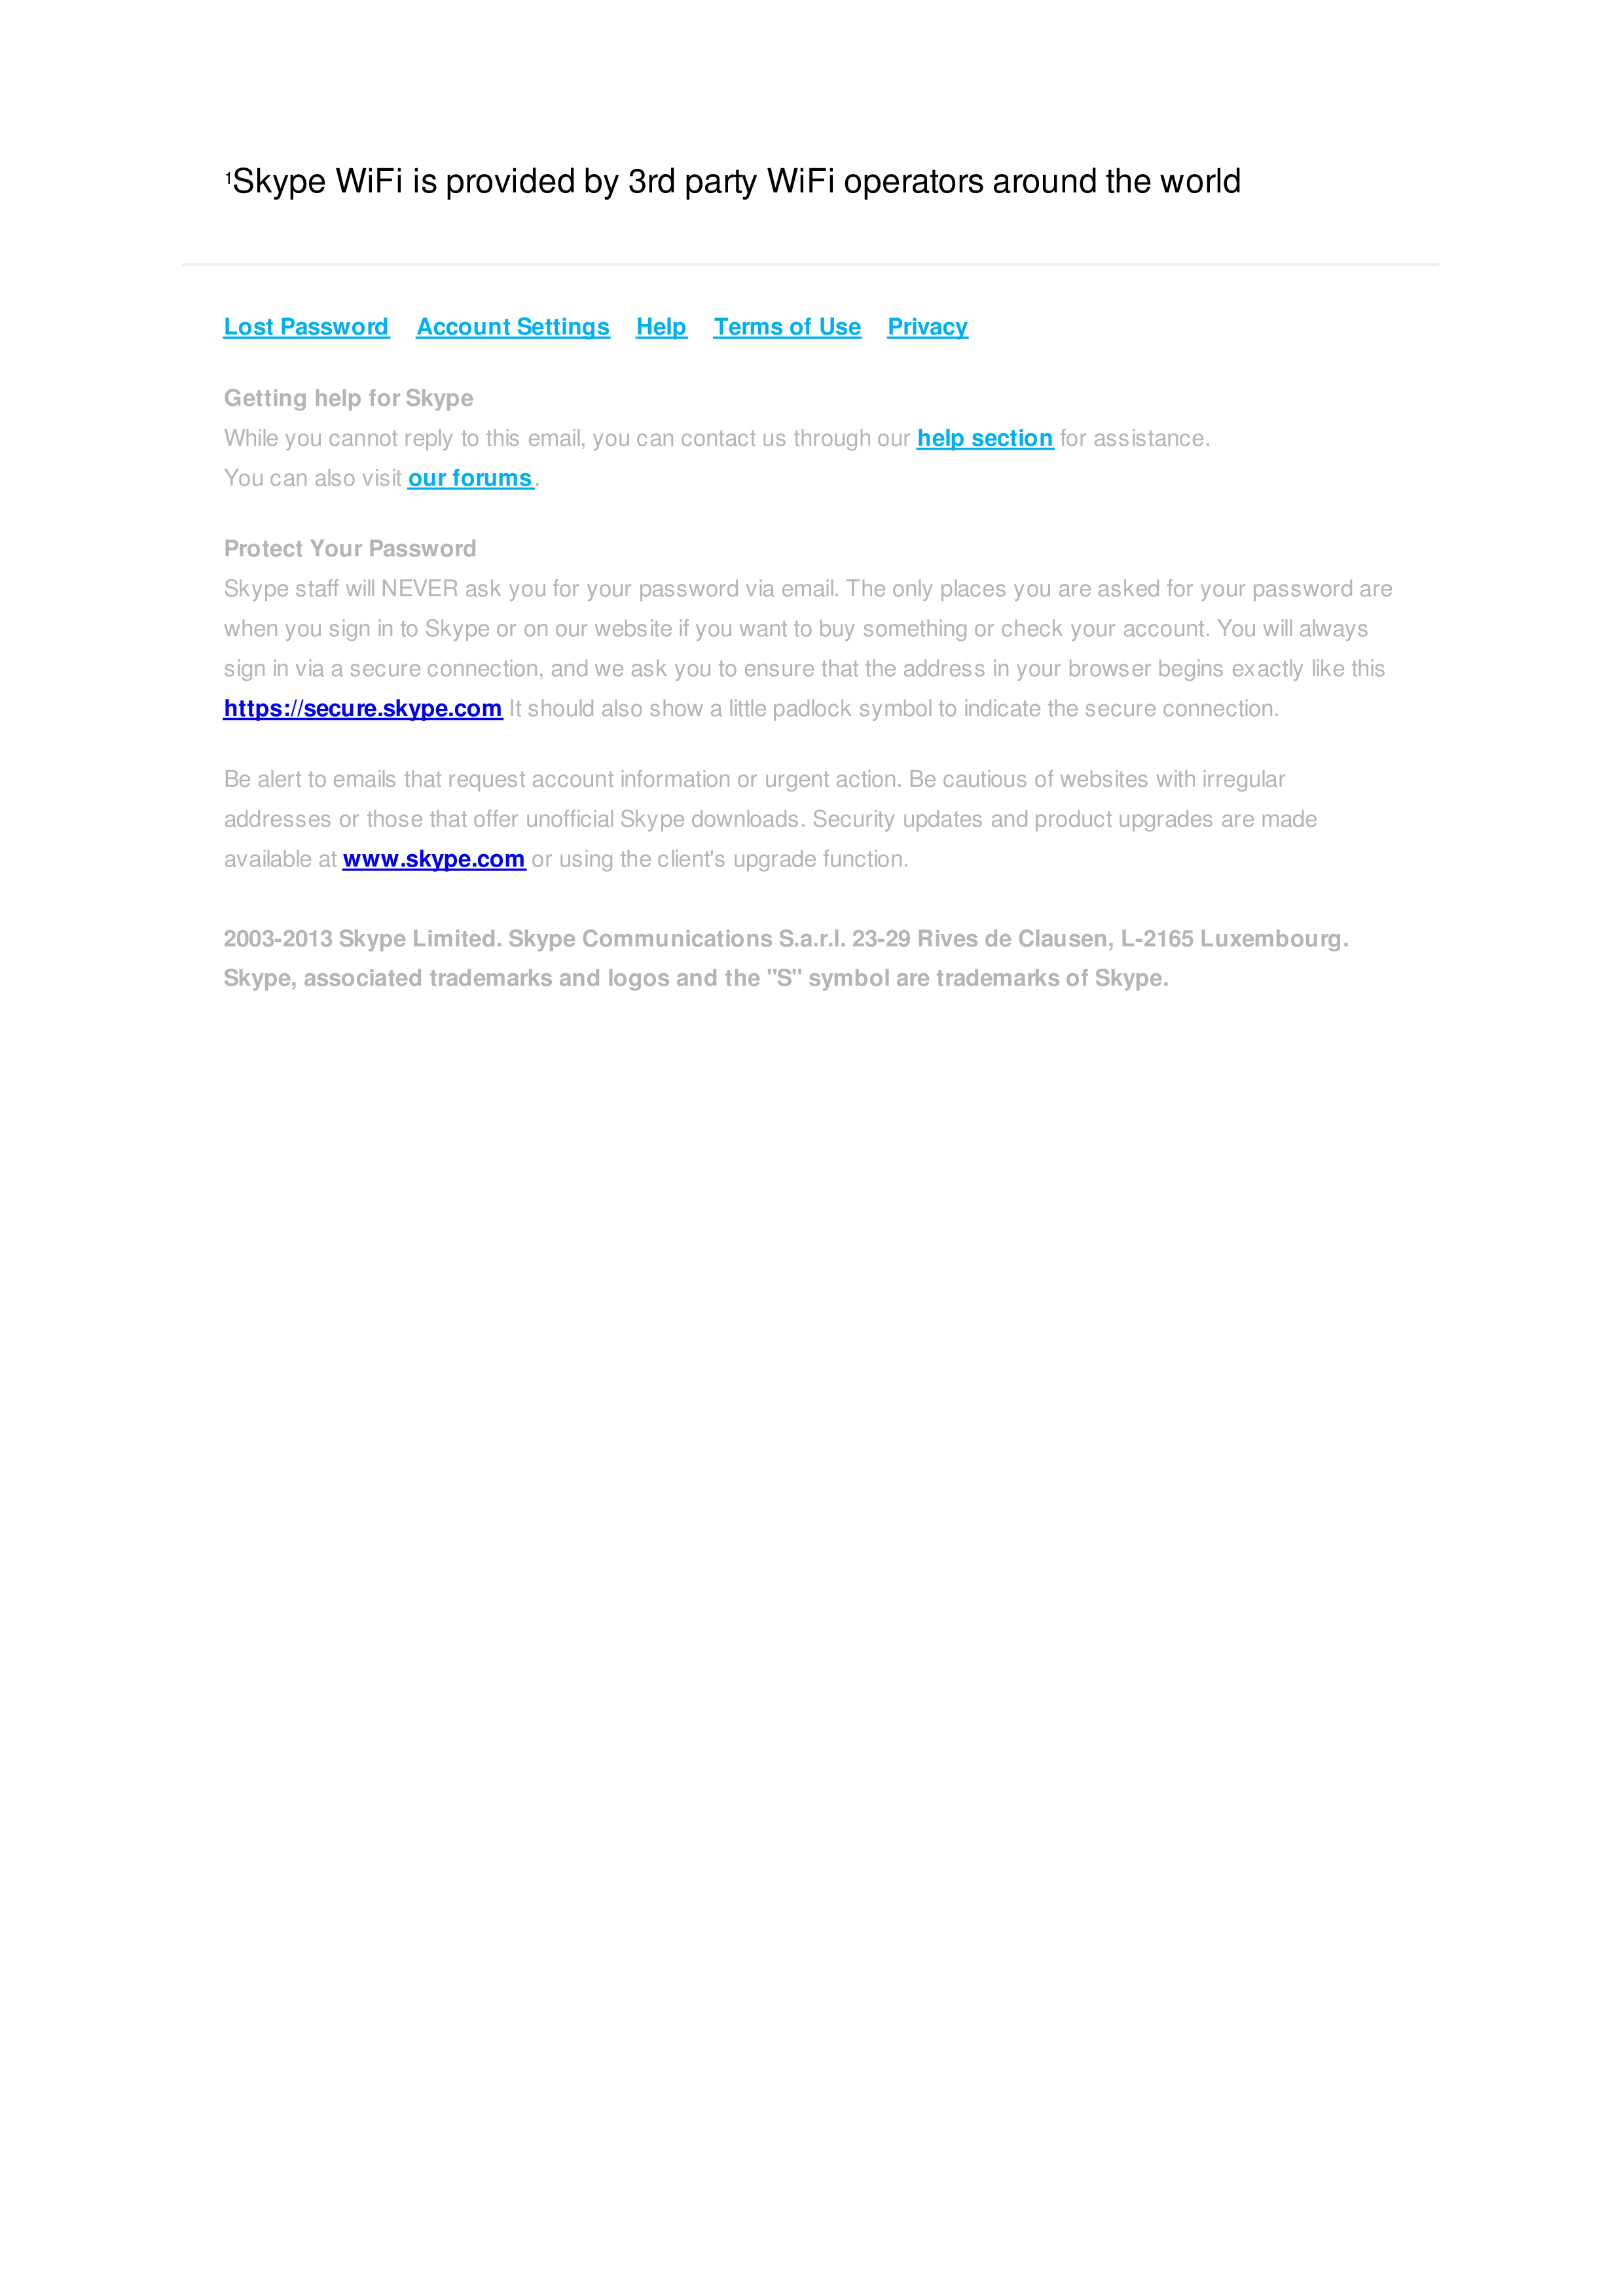 ¹Skype WiFi is provided by 3rd party WiFi operators around the world
Lost Password Account Settings Help Terms of Use Privacy
Getting help for Skype
While you cannot reply to this email, you can contact us through our help section for assistance.
You can also visit our forums.
Protect Your Password
Skype staff will NEVER ask you for your password via email. The only places you are asked for your password are
when you sign in to Skype or on our website if you want to buy something or check your account. You will always
sign in via a secure connection, and we ask you to ensure that the address in your browser begins exactly like this
https://secure.skype.com It should also show a little padlock symbol to indicate the secure connection.
Be alert to emails that request account information or urgent action. Be cautious of websites with irregular
addresses or those that offer unofficial Skype downloads. Security updates and product upgrades are made
available at www.skype.com or using the client's upgrade function.
2003-2013 Skype Limited. Skype Communications S.a.r.l. 23-29 Rives de Clausen, L-2165 Luxembourg.
Skype, associated trademarks and logos and the "S" symbol are trademarks of Skype.